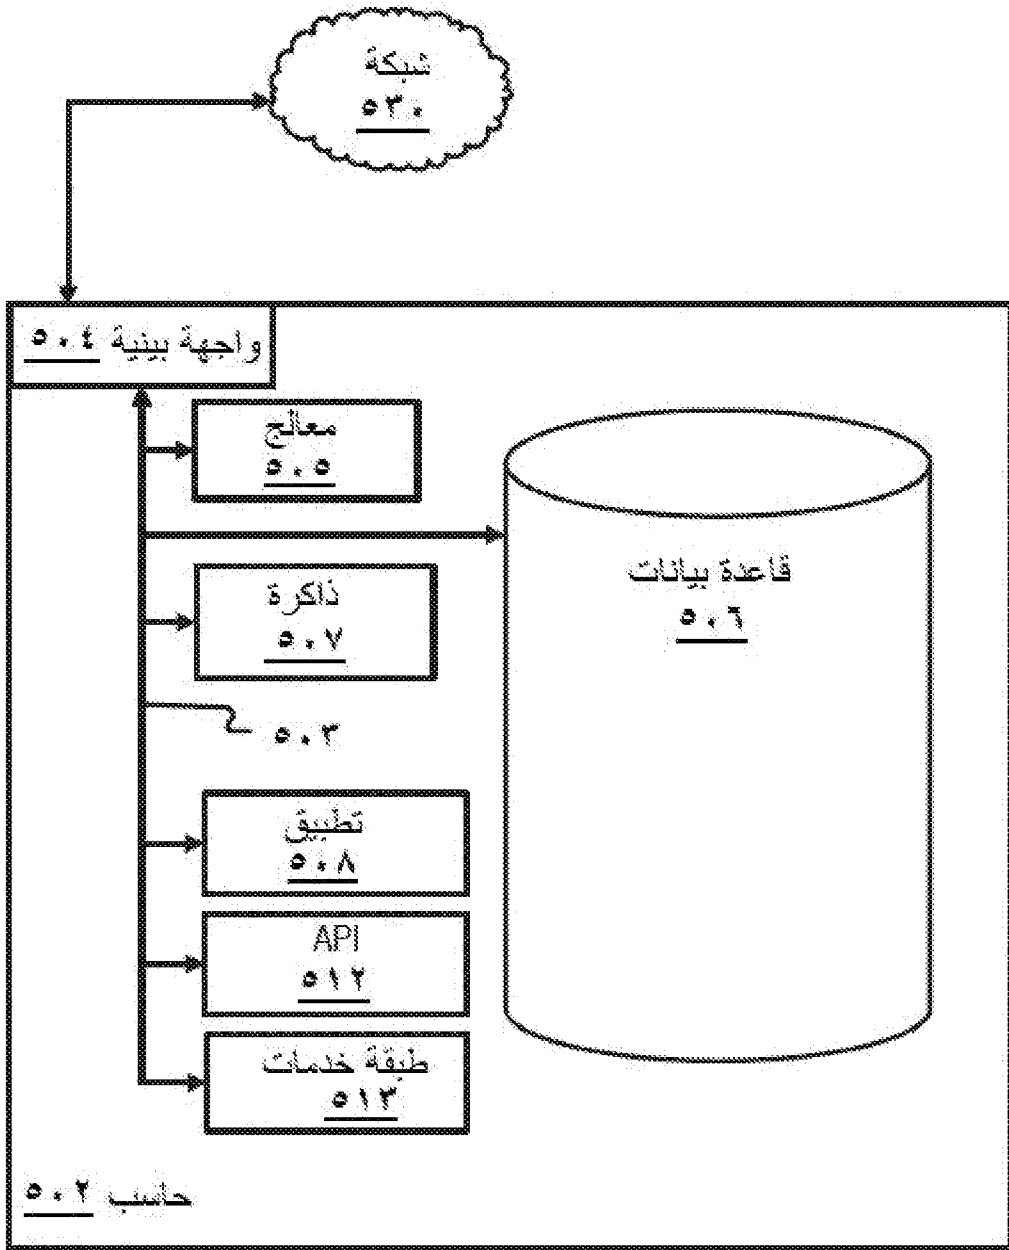 شبكة
٥٣٠
واجهة بينية ٥٠٤
معالج
٥٠٥
قاعدة بيانات
٥٠٦
ذاكرة
٥٠٧
٥٠٣
تطبيق
٥٠٨
API
٥١٢
طبقة خدمات
٥١٣
حاسب ٥٠٢